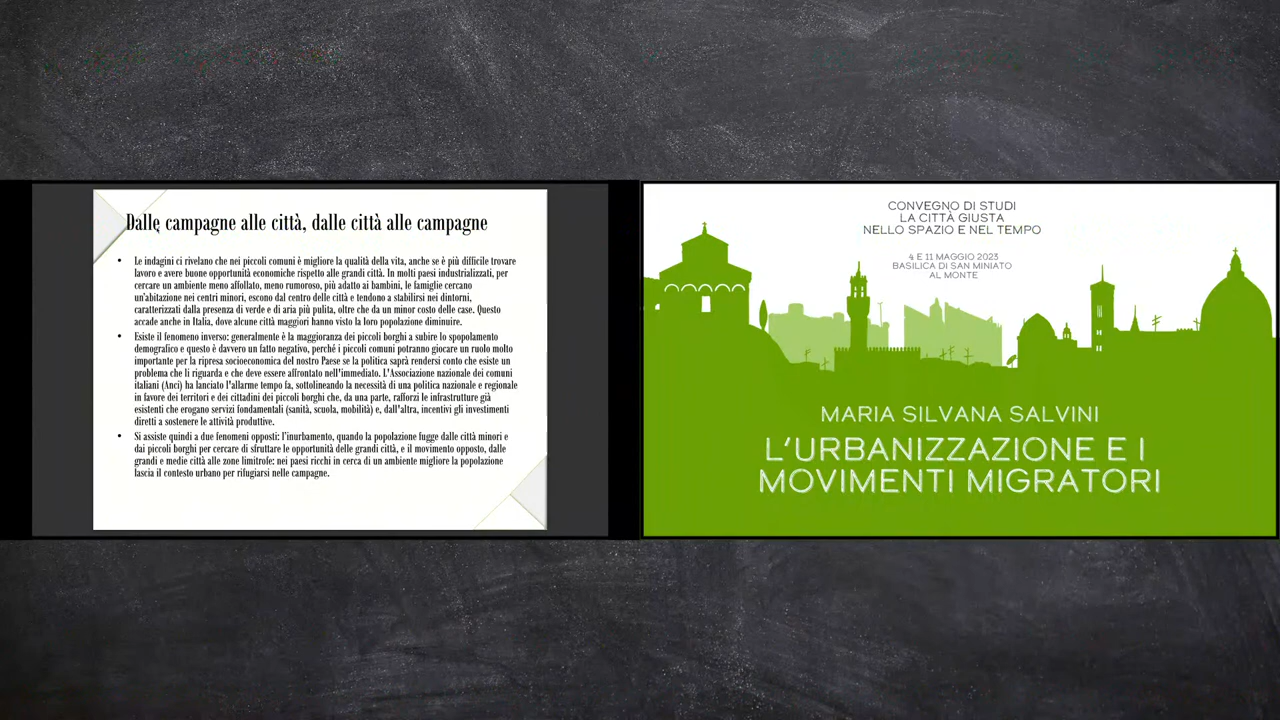 Dalle campagne alle città, dalle città alle campagne
• Le indagini ci rivelano che nei piccoli comuni è migliore la qualità della vita, anche se è più difficile trovare
lavoro e avere buone opportunità economiche rispetto alle grandi città. In molti paesi industrializzati, per
cercare un ambiente meno affollato, meno rumoroso, più adatto ai bambini, le famiglie cercano
un'abitazione nei centri minori, escono dal centro delle città e tendono a stabilirsi nei dintorni,
caratterizzati dalla presenza di verde e di aria più pulita, oltre che da un minor costo delle case. Questo
accade anche in Italia, dove alcune città maggiori hanno visto la loro popolazione diminuire.
• Esiste il fenomeno inverso: generalmente è la maggioranza dei piccoli borghi a subire lo spopolamento
demografico e questo è davvero un fatto negativo, perché i piccoli comuni potranno giocare un ruolo molto
importante per la ripresa socioeconomica del nostro Paese se la politica saprà rendersi conto che esiste un
problema che li riguarda e che deve essere affrontato nell'immediato. L'Associazione nazionale dei comuni
italiani (Anci) ha lanciato l'allarme tempo fa, sottolineando la necessità di una politica nazionale e regionale
in favore dei territori e dei cittadini dei piccoli borghi che, da una parte, rafforzi le infrastrutture già
esistenti che erogano servizi fondamentali (sanità, scuola, mobilità) e, dall'altra, incentivi gli investimenti
diretti a sostenere le attività produttive.
• Si assiste quindi a due fenomeni opposti: l'inurbamento, quando la popolazione fugge dalle città minori e
dai piccoli borghi per cercare di sfruttare le opportunità delle grandi città, e il movimento opposto, dalle
grandi e medie città alle zone limitrofe: nei paesi ricchi in cerca di un ambiente migliore la popolazione
lascia il contesto urbano per rifugiarsi nelle campagne.
CONVEGNO DI STUDI
LA CITTÀ GIUSTA
NELLO SPAZIO E NEL TEMPO
4 E 11 MAGGIO 2023
BASILICA DI SAN MINIATO
AL MONTE
MARIA SILVANA SALVINI
L'URBANIZZAZIONE E I
MOVIMENTI MIGRATORI